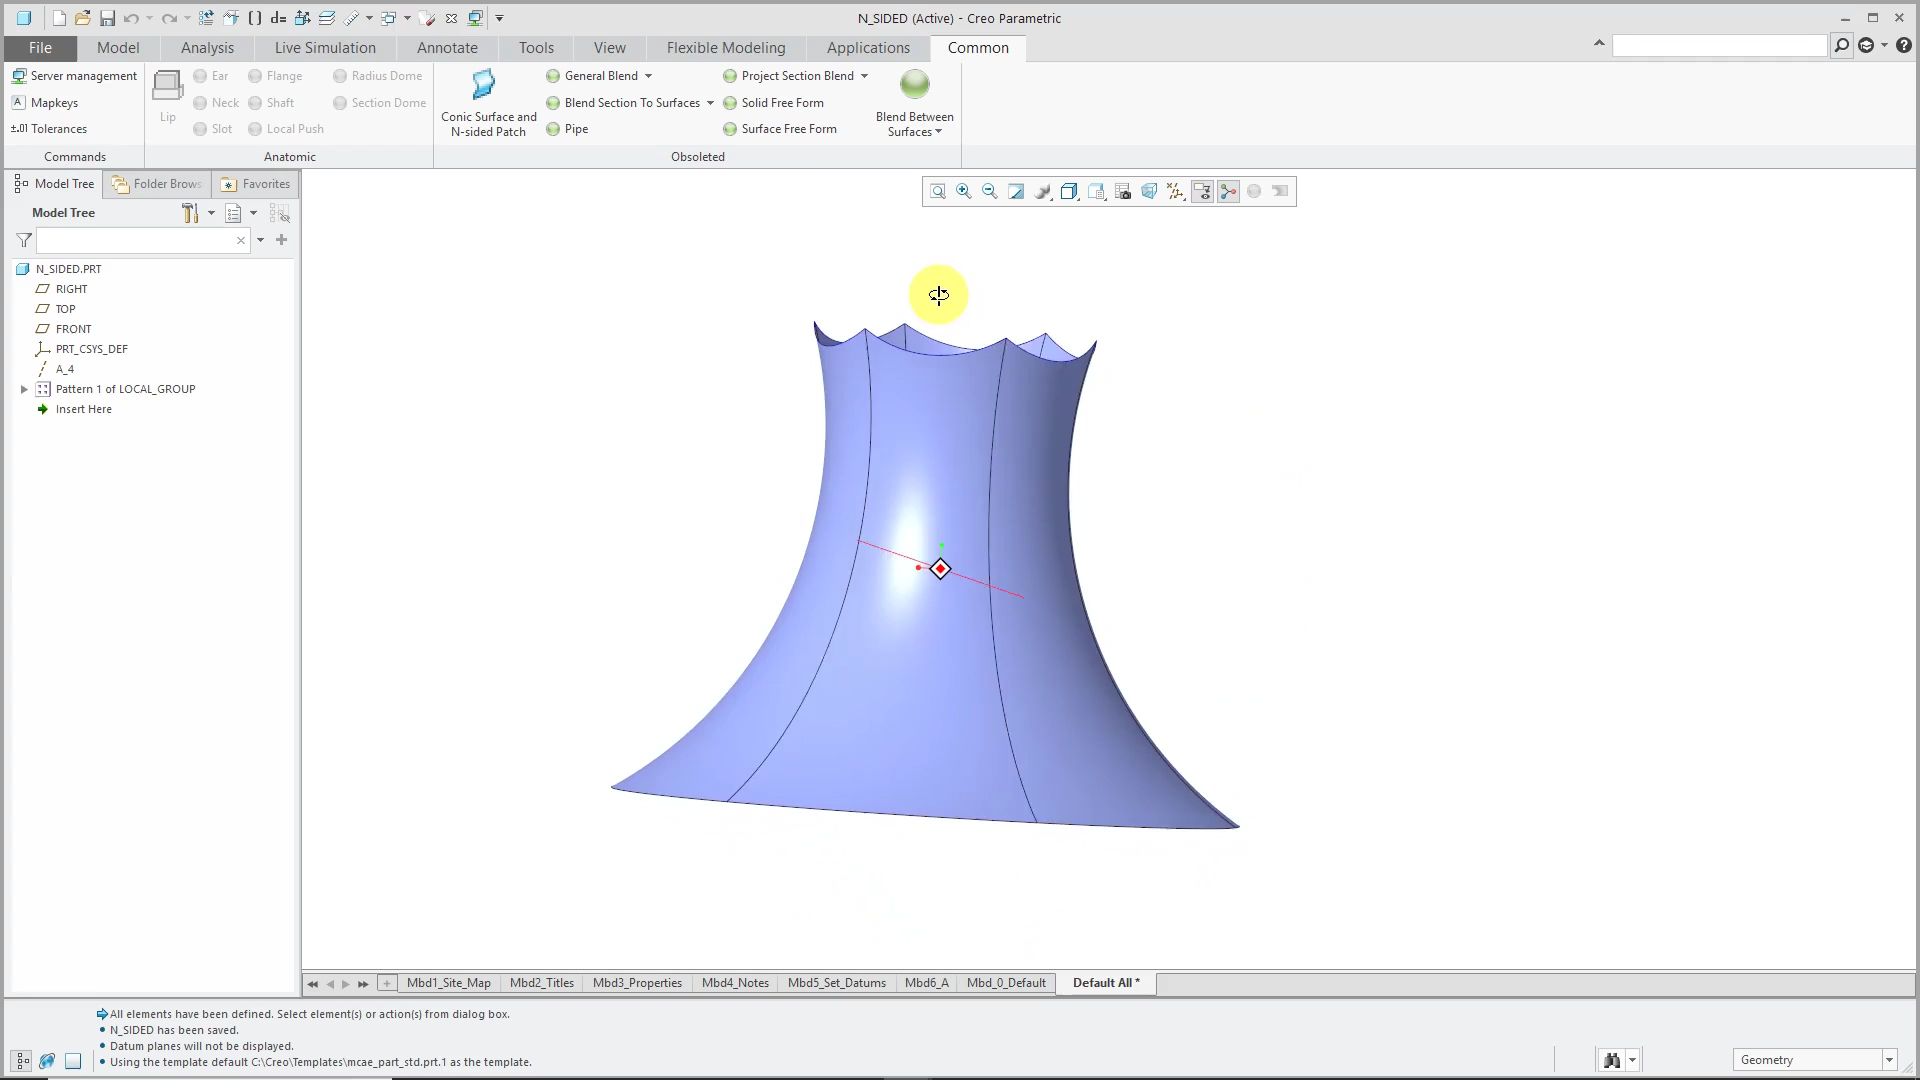 N_SIDED (Active) - Creo Parametric
File
Model
Analysis
Live Simulation
Annotate
Tools
View
Flexible Modeling
Applications
Common
Server management
Mapkeys
±.01 Tolerances
Commands
Lip
Ear
Neck
Slot
Flange
Shaft
Local Push
Radius Dome
Section Dome
Anatomic
Conic Surface and
N-sided Patch
General Blend
Blend Section To Surfaces
Pipe
Project Section Blend
Solid Free Form
Surface Free Form
Blend Between
Surfaces
Obsoleted
Model Tree
Folder Brows
Favorites
Model Tree
N_SIDED.PRT
RIGHT
TOP
FRONT
PRT_CSYS_DEF
A_4
Pattern 1 of LOCAL_GROUP
Insert Here
Mbd1_Site_Map
Mbd2_Titles
Mbd3_Properties
Mbd4_Notes
Mbd5_Set_Datums
Mbd6_A
Mbd_0_Default
Default All *
All elements have been defined. Select element(s) or action(s) from dialog box.
• N_SIDED has been saved.
• Datum planes will not be displayed.
• Using the template default C:\Creo\Templates\mcae_part_std.prt.1 as the template.
Geometry